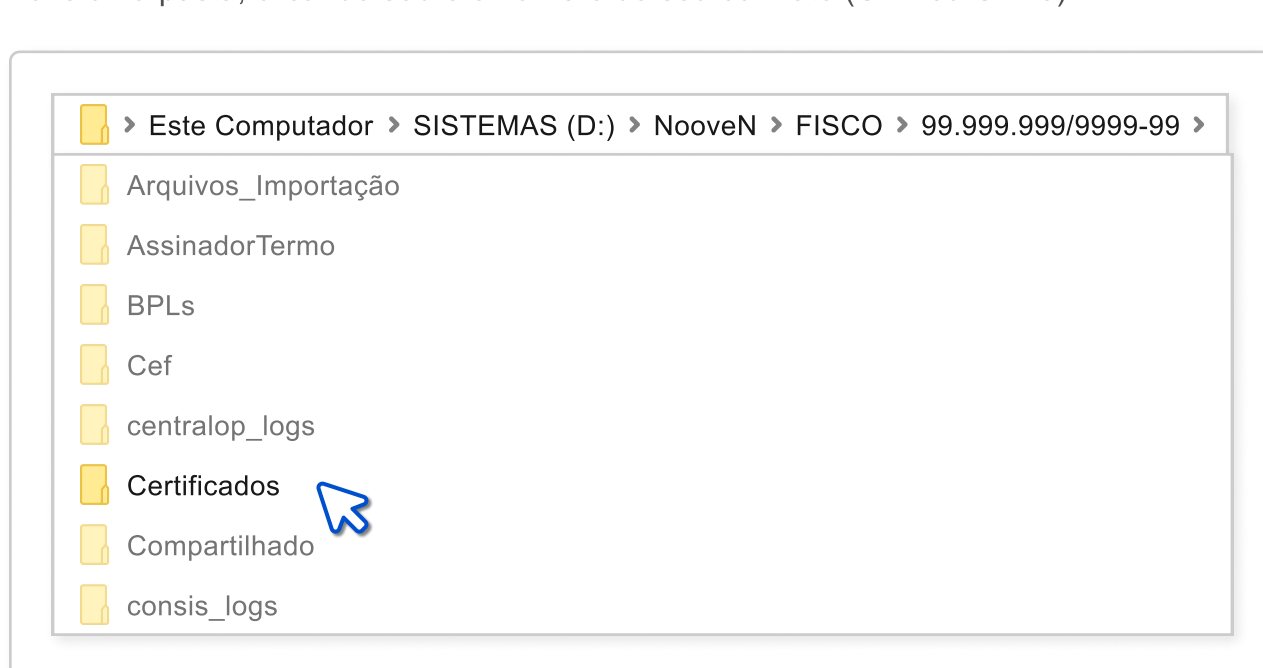 Este Computador > SISTEMAS (D:) > NooveN > FISCO > 99.999.999/9999-99 >
Arquivos_Importação
AssinadorTermo
BPLs
Cef
centralop_logs
Certificados
Compartilhado
consis_logs